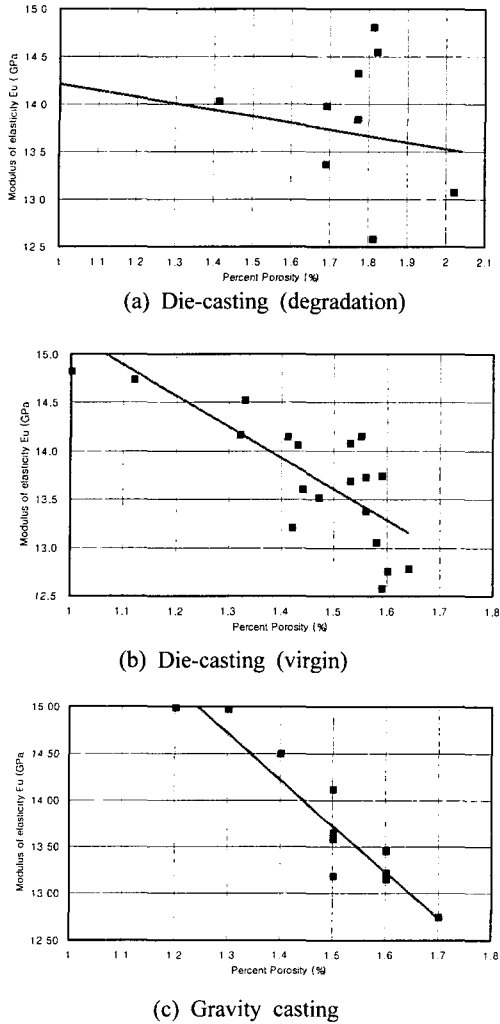 Modulus of elasticity Eu ( GPa
15 0
14.5
14.0
13.5
13.0
12 5
1 1.1 1.2 1.3 1.4 1.5 1.6 1.7 1.8 1.9 2 2.1
Percent Porosity (%)
(a) Die-casting (degradation)
Modulus of elasticity Eu (GPa
15.0
14.5
14.0
13.5
13.0
12.5
1 1.1 1.2 1.3 1.4 1.5 1.6 1.7 1.8
Percent Porosity (%)
(b) Die-casting (virgin)
Modulus of elasticity Eu (GPa
15 00
14 50
14 00
13 50
13 00
12 50
1 1 1 1 2 1.3 1 4 1.5 1.6 1.7 1.8
Percent Porosity (%)
(c) Gravity casting